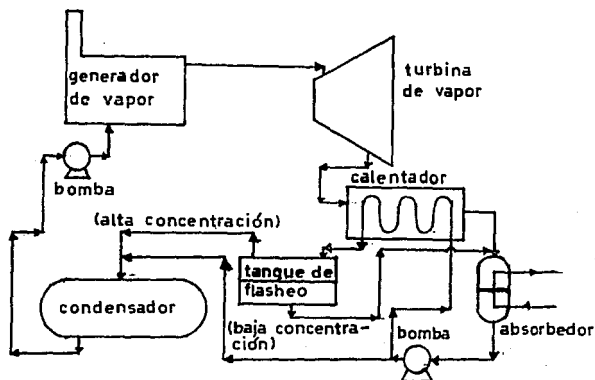 generador
de vapor
turbina
de vapor
bomba
calentador
(alta concentración)
tanque de
flasheo
condensador
(baja concentra-
ción)
bomba
absorbedor